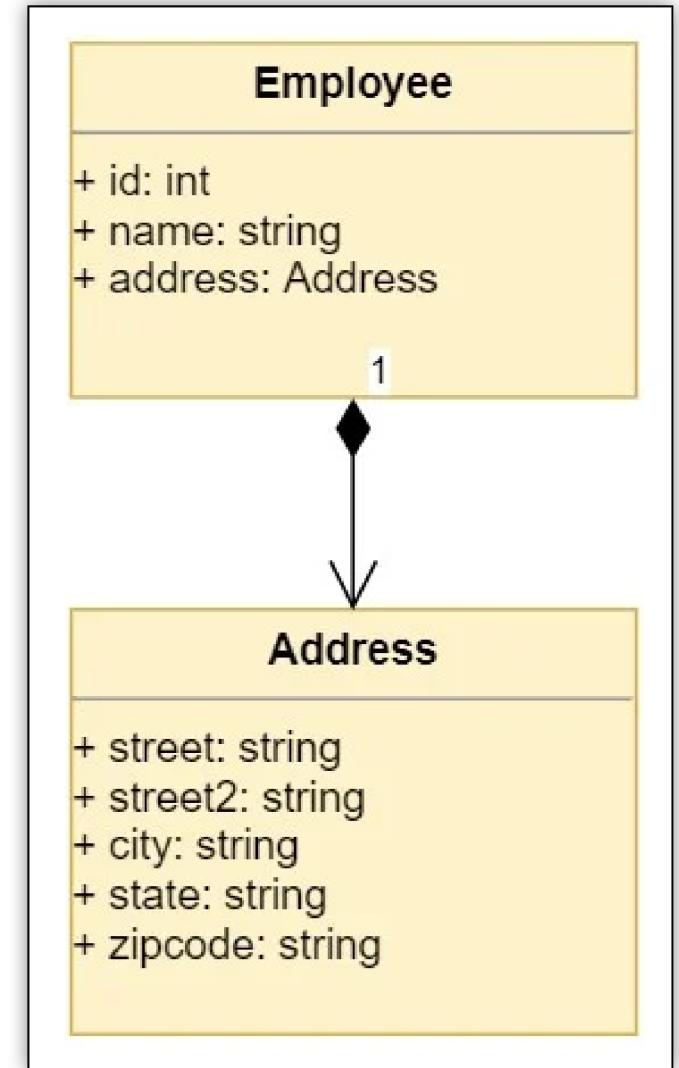 Employee
+ id: int
+ name: string
+ address: Address
1
Address
+ street: string
+ street2: string
+ city: string
+ state: string
+ zipcode: string